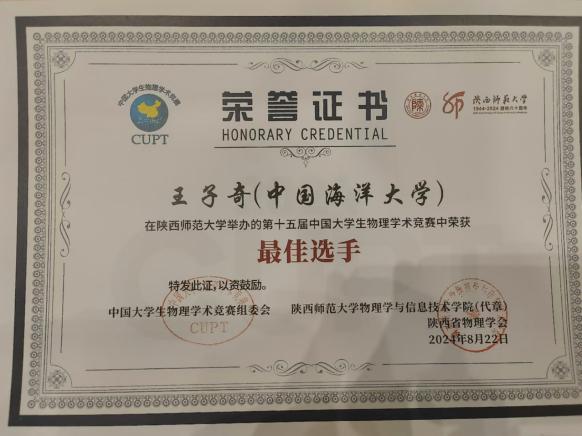 中国大学生物理学术竞赛
CUPT
荣誉证书
HONORARY CREDENTIAL
陕西师范大学
1944-2024
王子奇(中国海洋大学)
在陕西师范大学举办的第十五届中国大学生物理学术竞赛中荣获
最佳选手
特发此证,以资鼓励。
中国大学生物理学术竞赛组委会
CUPT
陕西师范大学物理学与信息技术学院(代章)
陕西省物理学会
2024年8月22日